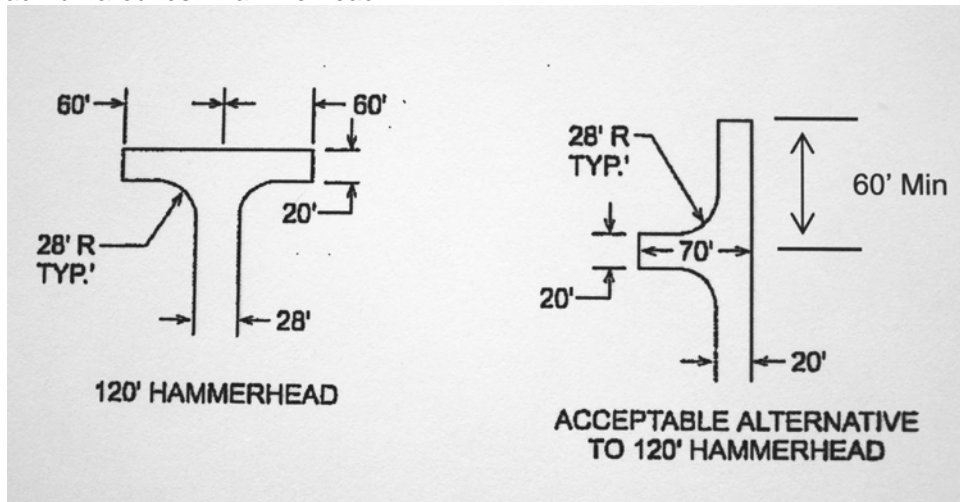 60'
60'
28' R
TYP.'
20'
28'
120' HAMMERHEAD
28' R
TYP.'
60' Min
70'
20'
20'
ACCEPTABLE ALTERNATIVE
TO 120' HAMMERHEAD